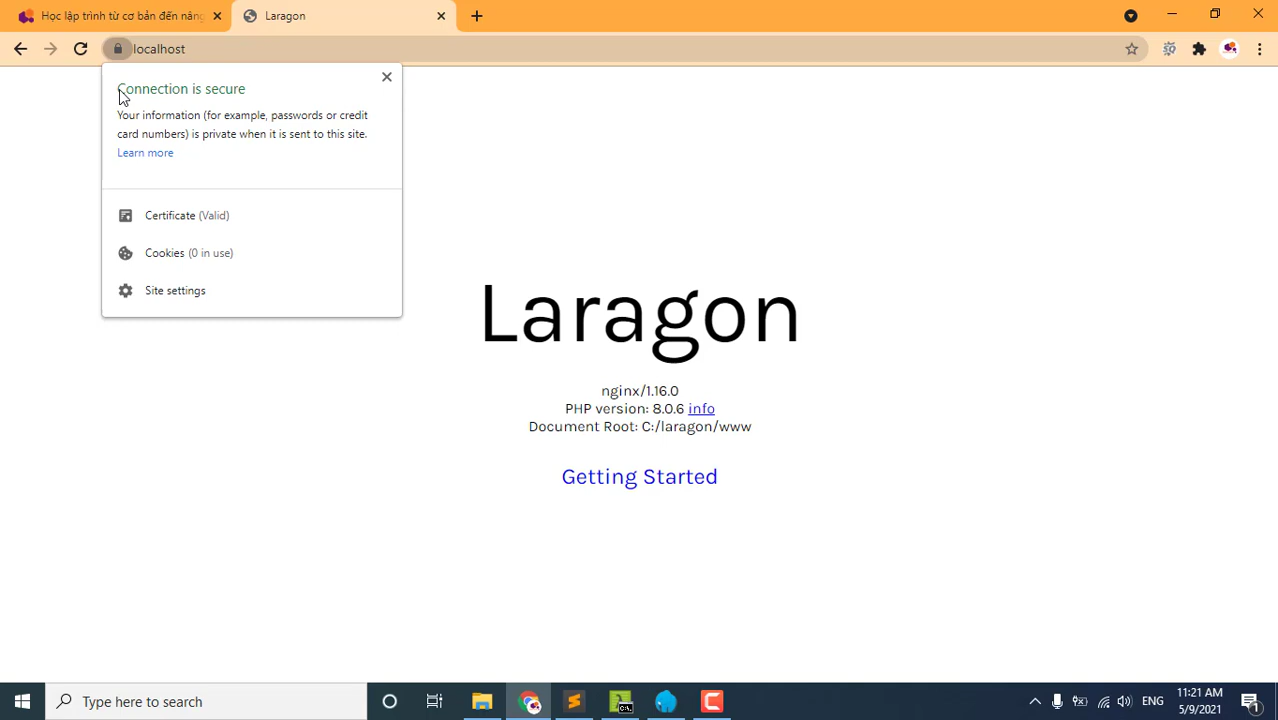 Học lập trình từ cơ bản đến nâng
Laragon
localhost
Connection is secure
Your information (for example, passwords or credit
card numbers) is private when it is sent to this site.
Learn more
Certificate (Valid)
Cookies (0 in use)
Site settings
Laragon
nginx/1.16.0
PHP version: 8.0.6 info
Document Root: C:/laragon/www
Getting Started
Type here to search
ENG
11:21 AM
5/9/2021
1